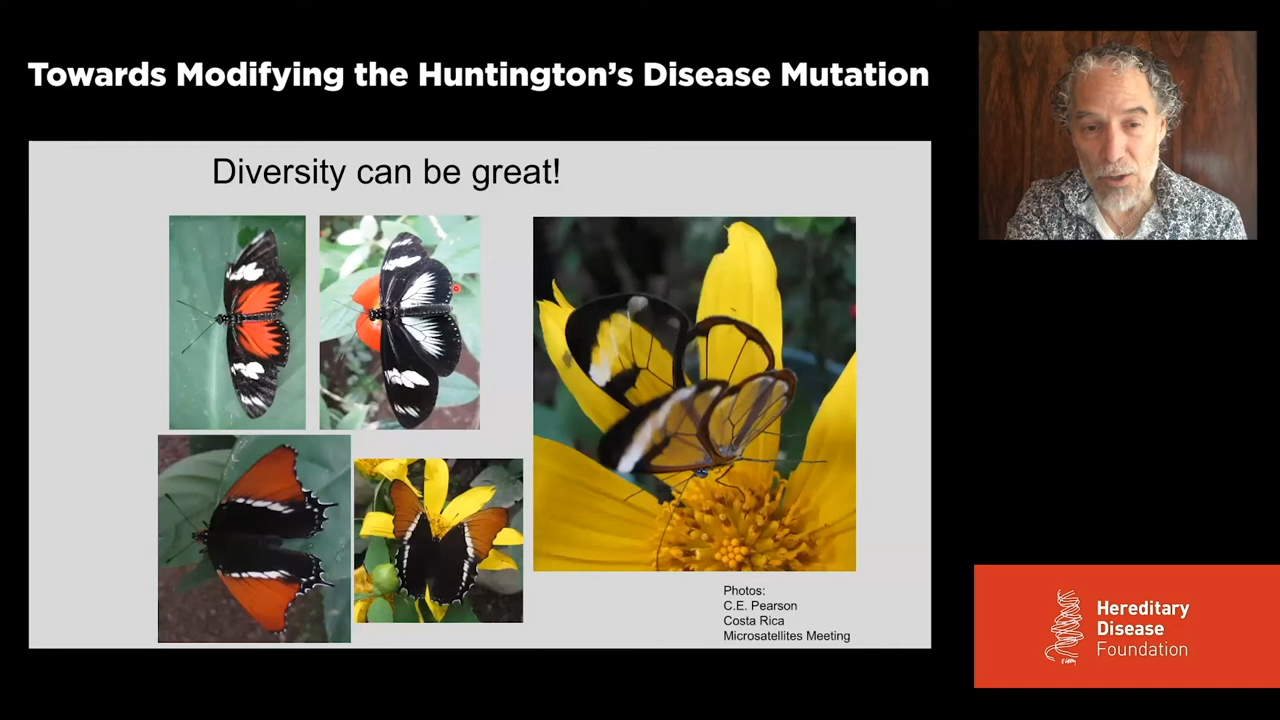 Towards Modifying the Huntington's Disease Mutation
Diversity can be great!
Photos:
C.E. Pearson
Costa Rica
Microsatellites Meeting
Hereditary
Disease
Foundation